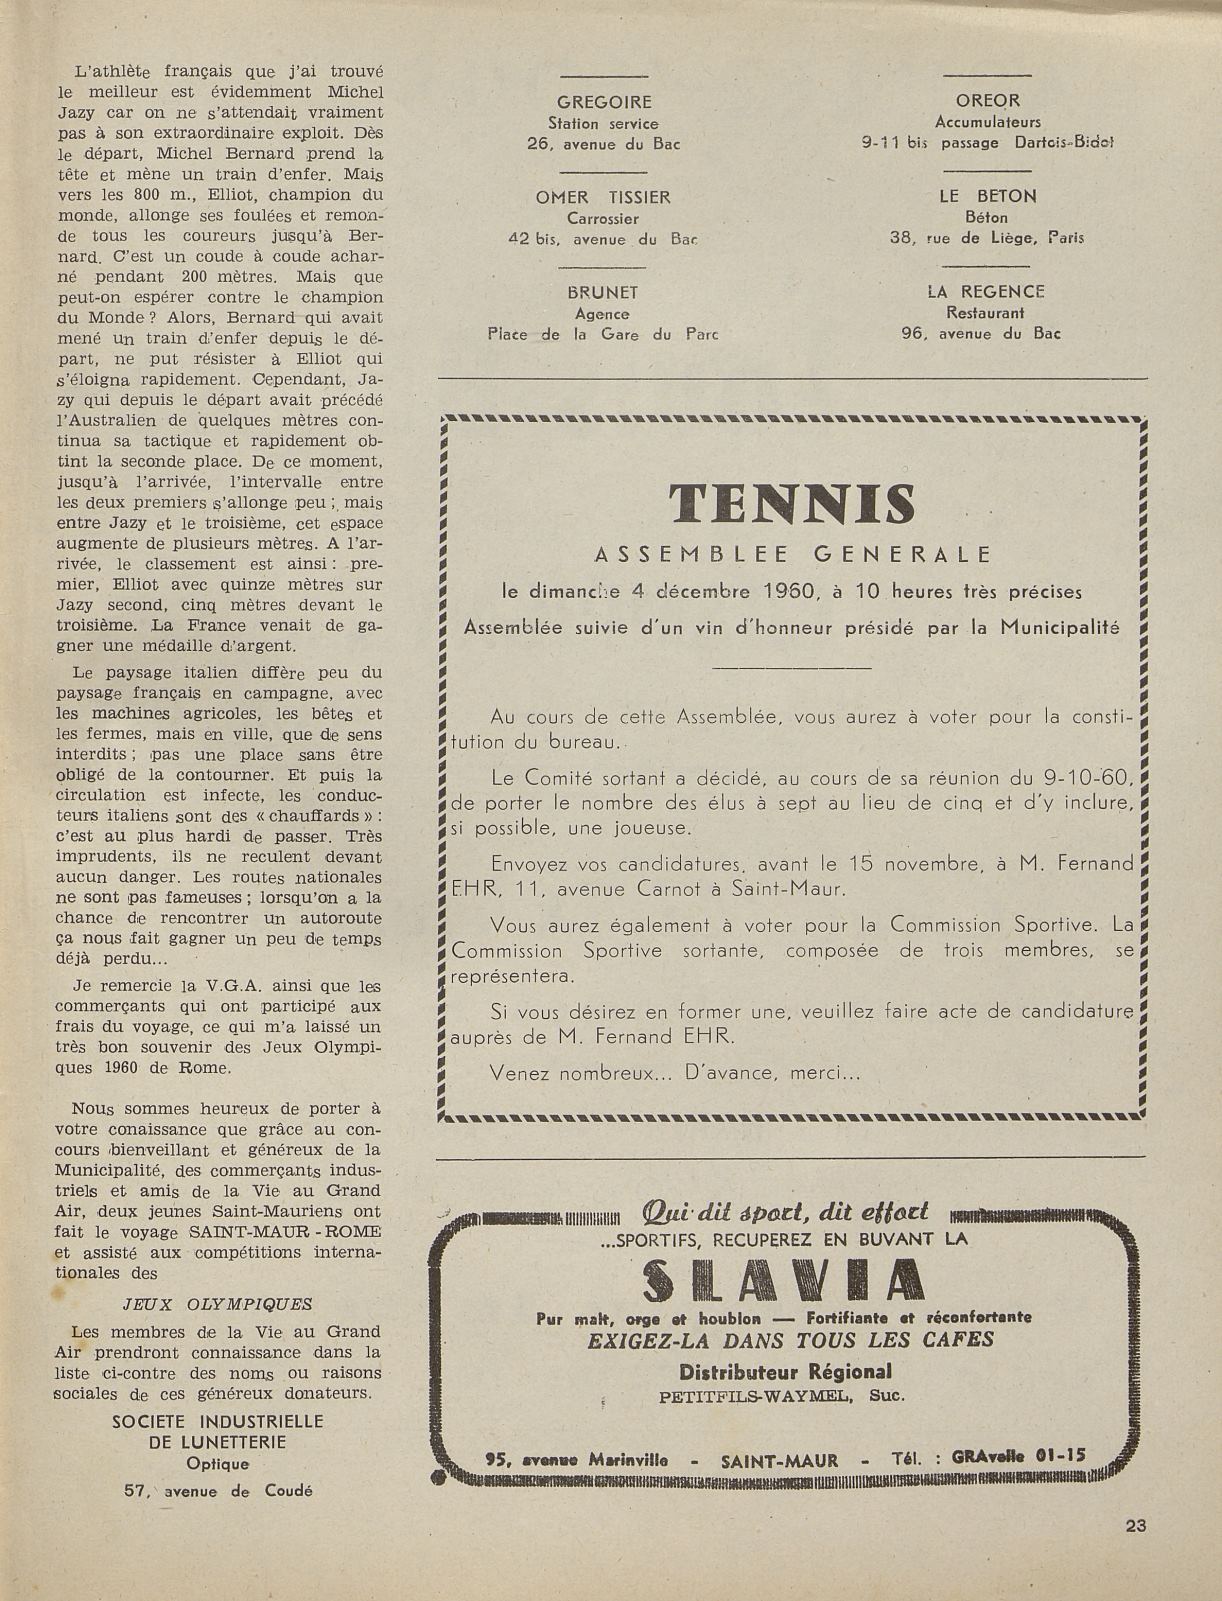 L'athlète français que j'ai trouvé
le meilleur est évidemment Michel
Jazy car on ne s'attendait vraiment
pas à son extraordinaire exploit. Dès
le départ, Michel Bernard prend la
tête et mène un train d'enfer. Mais
vers les 800 m., Elliot, champion du
monde, allonge ses foulées et remon-
de tous les coureurs jusqu'à Ber-
nard. C'est un coude à coude achar-
né pendant 200 mètres. Mais que
peut-on espérer contre le champion
du Monde ? Alors, Bernard qui avait
mené un train d'enfer depuis le dé-
part, ne put résister à Elliot qui
s'éloigna rapidement. Cependant, Ja-
zy qui depuis le départ avait précédé
l'Australien de quelques mètres con-
tinua sa tactique et rapidement ob-
tint la seconde place. De ce moment,
jusqu'à l'arrivée, l'intervalle entre
les deux premiers s'allonge peu ; mais
entre Jazy et le troisième, cet espace
augmente de plusieurs mètres. A l'ar-
rivée, le classement est ainsi : pre-
mier, Elliot avec quinze mètres sur
Jazy second, cinq mètres devant le
troisième. La France venait de ga-
gner une médaille d'argent.
Le paysage italien diffère peu du
paysage français en campagne, avec
les machines agricoles, les bêtes et
les fermes, mais en ville, que de sens
interdits ; pas une place sans être
obligé de la contourner. Et puis la
circulation est infecte, les conduc-
teurs italiens sont des « chauffards » :
c'est au plus hardi de passer. Très
imprudents, ils ne reculent devant
aucun danger. Les routes nationales
ne sont pas fameuses ; lorsqu'on a la
chance de rencontrer un autoroute
ça nous fait gagner un peu de temps
déjà perdu...
Je remercie la V.G.A. ainsi que les
commerçants qui ont participé aux
frais du voyage, ce qui m'a laissé un
très bon souvenir des Jeux Olympi-
ques 1960 de Rome.
Nous sommes heureux de porter à
votre conaissance que grâce au con-
cours bienveillant et généreux de la
Municipalité, des commerçants indus-
triels et amis de la Vie au Grand
Air, deux jeunes Saint-Mauriens ont
fait le voyage SAINT-MAUR - ROME
et assisté aux compétitions interna-
tionales des
JEUX OLYMPIQUES
Les membres de la Vie au Grand
Air prendront connaissance dans la
liste ci-contre des noms ou raisons
sociales de ces généreux donateurs.
SOCIETE INDUSTRIELLE
DE LUNETTERIE
Optique
57, avenue de Coudé
GREGOIRE
Station service
26, avenue du Bac
OMER TISSIER
Carrossier
42 bis, avenue du Bac
BRUNET
Agence
Place de la Gare du Parc
OREOR
Accumulateurs
9-11 bis passage Dartois-Bidot
LE BETON
Béton
38, rue de Liège, Paris
LA REGENCE
Restaurant
96, avenue du Bac
TENNIS
ASSEMBLEE GENERALE
le dimanche 4 décembre 1960, à 10 heures très précises
Assemblée suivie d'un vin d'honneur présidé par la Municipalité
Au cours de cette Assemblée, vous aurez à voter pour la consti-
tution du bureau.
Le Comité sortant a décidé, au cours de sa réunion du 9-10-60,
de porter le nombre des élus à sept au lieu de cinq et d'y inclure,
si possible, une joueuse.
Envoyez vos candidatures, avant le 15 novembre, à M. Fernand
EHR, 11, avenue Carnot à Saint-Maur.
Vous aurez également à voter pour la Commission Sportive. La
Commission Sportive sortante, composée de trois membres, se
représentera.
Si vous désirez en former une, veuillez faire acte de candidature
auprès de M. Fernand EHR.
Venez nombreux... D'avance, merci...
Qui dit sport, dit effort
...SPORTIFS, RECUPEREZ EN BUVANT LA
SLAVIA
Pur malt, orge et houblon — Fortifiante et réconfortante
EXIGEZ-LA DANS TOUS LES CAFES
Distributeur Régional
PETITFILS-WAYMEL, Suc.
95, avenue Marinville - SAINT-MAUR - Tél. : GRAvelle 01-15
23